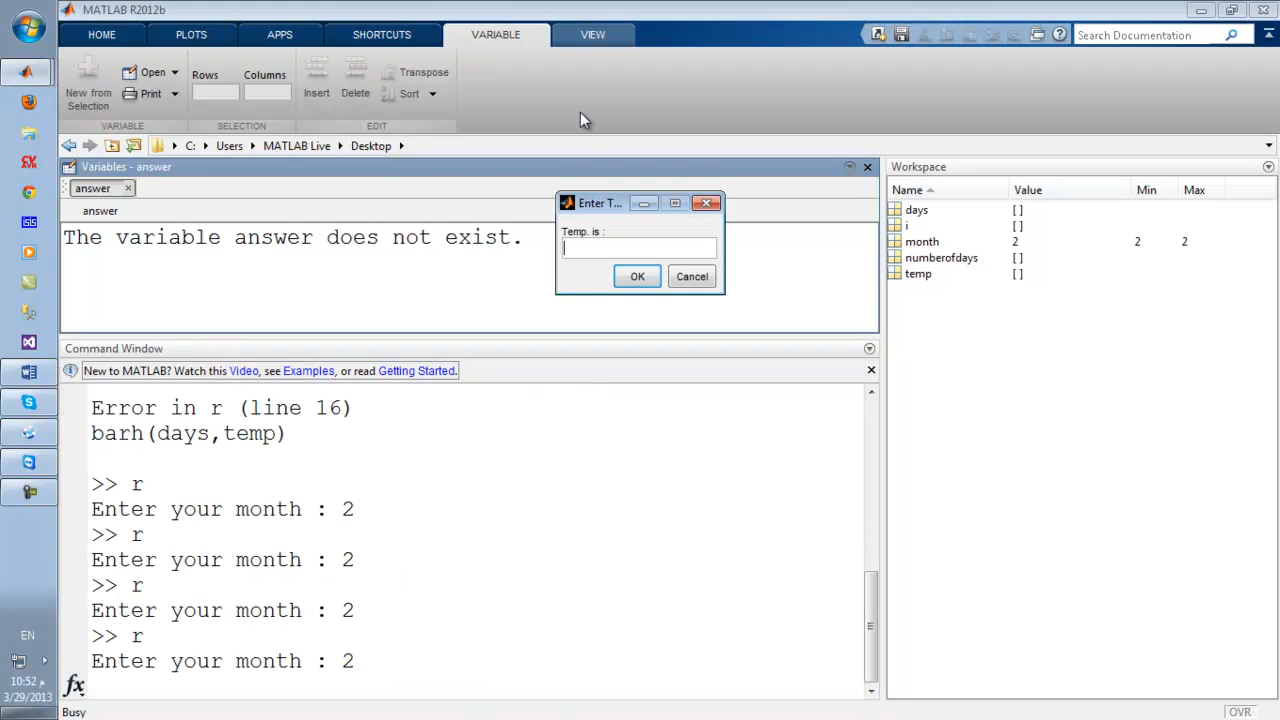 MATLAB R2012b
HOME PLOTS APPS SHORTCUTS VARIABLE VIEW
Search Documentation
New from
Selection
Open
Print
Rows Columns
Insert Delete
Transpose
Sort
VARIABLE SELECTION EDIT
C: Users MATLAB Live Desktop
Variables - answer
answer
answer
The variable answer does not exist.
Enter T...
Temp. is :
OK Cancel
Workspace
Name Value Min Max
days [ ]
i [ ]
month 2 2 2
numberofdays [ ]
temp [ ]
Command Window
New to MATLAB? Watch this Video, see Examples, or read Getting Started.
Error in r (line 16)
barh(days,temp)
>> r
Enter your month : 2
>> r
Enter your month : 2
>> r
Enter your month : 2
>> r
Enter your month : 2
fx
Busy
OVR
EN
10:52 م
3/29/2013